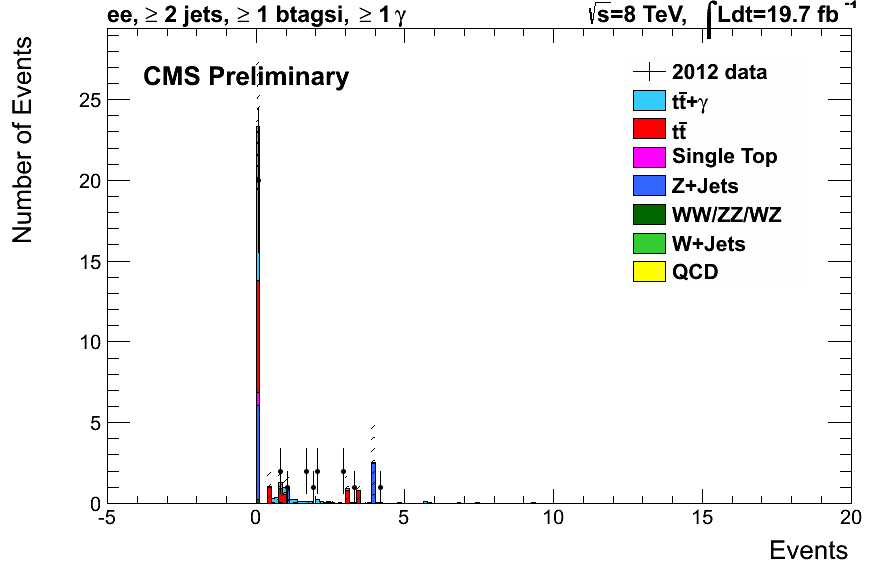 ee, ≥ 2 jets, ≥ 1 btagsi, ≥ 1 γ
√s=8 TeV, ∫Ldt=19.7 fb⁻¹
CMS Preliminary
2012 data
tt̄+γ
tt̄
Single Top
Z+Jets
WW/ZZ/WZ
W+Jets
QCD
Number of Events
25
20
15
10
5
0
-5 0 5 10 15 20
Events